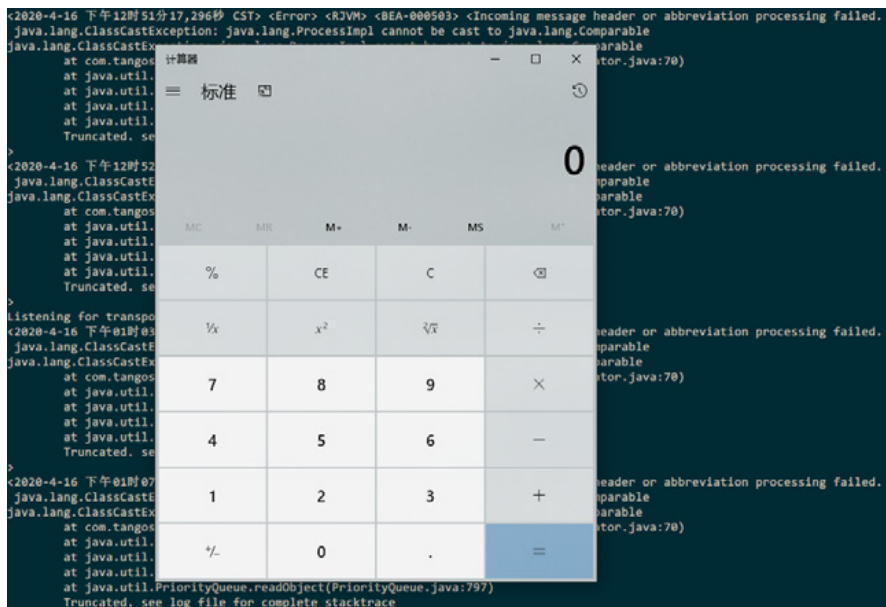 <2020-4-16 下午12时51分17,296秒 CST> <Error> <RJVM> <BEA-000503> <Incoming message header or abbreviation processing failed.
java.lang.ClassCastException: java.lang.ProcessImpl cannot be cast to java.lang.Comparable
java.lang.ClassCastEx
at com.tangos
ator.java:70)
at java.util.
at java.util.
at java.util.
at java.util.
Truncated. se
>
<2020-4-16 下午12时52
header or abbreviation processing failed.
java.lang.ClassCastE
mparable
java.lang.ClassCastEx
parable
at com.tangos
ator.java:70)
at java.util.
at java.util.
at java.util.
at java.util.
Truncated. se
>
Listening for transpo
<2020-4-16 下午01时03
header or abbreviation processing failed.
java.lang.ClassCastE
mparable
java.lang.ClassCastEx
parable
at com.tangos
ator.java:70)
at java.util.
at java.util.
at java.util.
at java.util.
Truncated. se
>
<2020-4-16 下午01时07
header or abbreviation processing failed.
java.lang.ClassCastE
mparable
java.lang.ClassCastEx
parable
at com.tangos
ator.java:70)
at java.util.
at java.util.
at java.util.
at java.util.PriorityQueue.readObject(PriorityQueue.java:797)
Truncated. see log file for complete stacktrace
计算器
标准
0
MC MR M+ M- MS M˅
% CE C
⅟x x² ²√x ÷
7 8 9 ×
4 5 6 −
1 2 3 +
+/− 0 . =